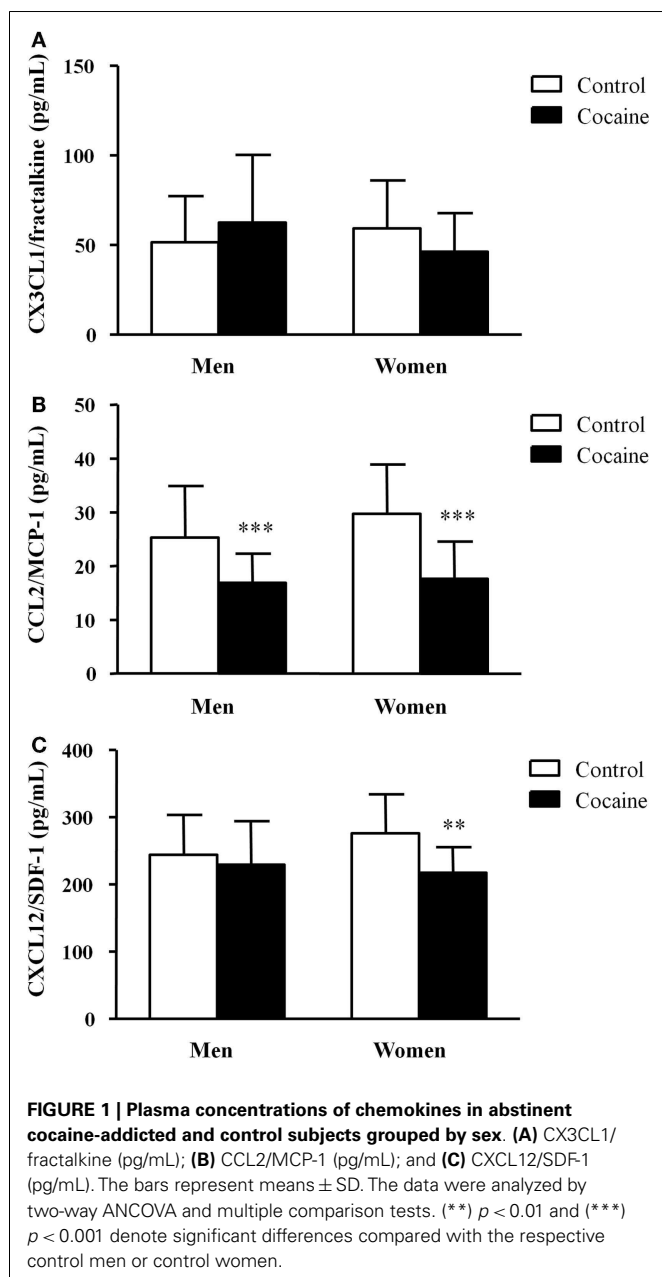 A
CX3CL1/fractalkine (pg/mL)
150
100
50
0
Control
Cocaine
Men
Women
B
CCL2/MCP-1 (pg/mL)
50
40
30
20
10
0
***
***
Control
Cocaine
Men
Women
C
CXCL12/SDF-1 (pg/mL)
400
300
200
100
0
**
Control
Cocaine
Men
Women
FIGURE 1 | Plasma concentrations of chemokines in abstinent
cocaine-addicted and control subjects grouped by sex. (A) CX3CL1/
fractalkine (pg/mL); (B) CCL2/MCP-1 (pg/mL); and (C) CXCL12/SDF-1
(pg/mL). The bars represent means ± SD. The data were analyzed by
two-way ANCOVA and multiple comparison tests. (**) p < 0.01 and (***)
p < 0.001 denote significant differences compared with the respective
control men or control women.